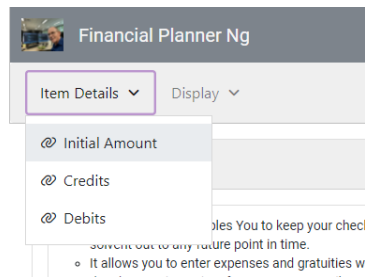 Financial Planner Ng
Item Details Display
Initial Amount
Credits
Debits
bles You to keep your chec
solvent out to any future point in time.
It allows you to enter expenses and gratuities w